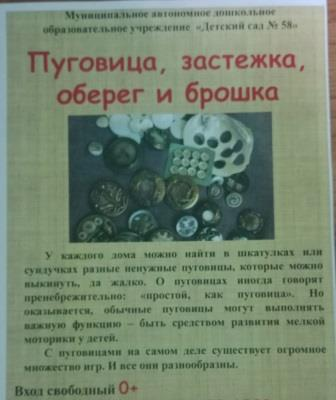 Муниципальное автономное дошкольное
образовательное учреждение «Детский сад № 58»
Пуговица, застежка,
оберег и брошка
У каждого дома можно найти в шкатулках или
сундучках разные ненужные пуговицы, которые можно
выкинуть, да жалко. О пуговицах иногда говорят
пренебрежительно: «простой, как пуговица». Но
оказывается, обычные пуговицы могут выполнять
важную функцию – быть средством развития мелкой
моторики у детей.
С пуговицами на самом деле существует огромное
множество игр. И все они разнообразны.
Вход свободный 0+